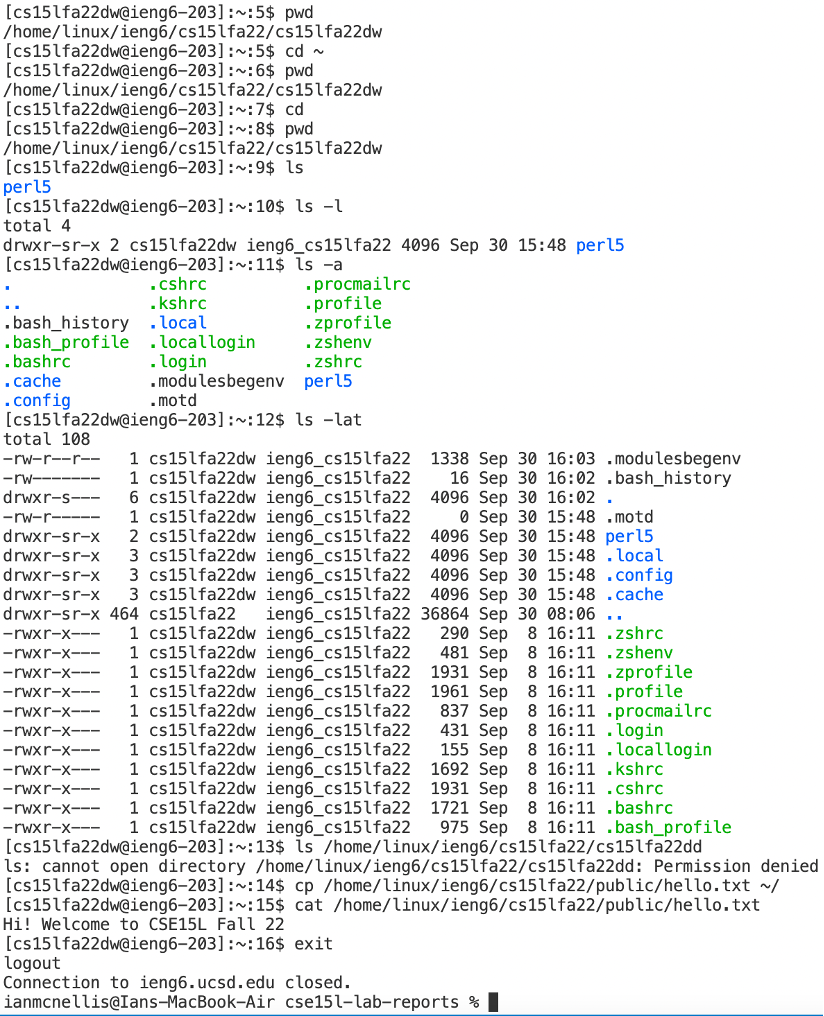 [cs15lfa22dw@ieng6-203]:~:5$ pwd
/home/linux/ieng6/cs15lfa22/cs15lfa22dw
[cs15lfa22dw@ieng6-203]:~:5$ cd ~
[cs15lfa22dw@ieng6-203]:~:6$ pwd
/home/linux/ieng6/cs15lfa22/cs15lfa22dw
[cs15lfa22dw@ieng6-203]:~:7$ cd
[cs15lfa22dw@ieng6-203]:~:8$ pwd
/home/linux/ieng6/cs15lfa22/cs15lfa22dw
[cs15lfa22dw@ieng6-203]:~:9$ ls
perl5
[cs15lfa22dw@ieng6-203]:~:10$ ls -l
total 4
drwxr-sr-x 2 cs15lfa22dw ieng6_cs15lfa22 4096 Sep 30 15:48 perl5
[cs15lfa22dw@ieng6-203]:~:11$ ls -a
.              .cshrc          .procmailrc
..             .kshrc          .profile
.bash_history  .local          .zprofile
.bash_profile  .locallogin     .zshenv
.bashrc        .login          .zshrc
.cache         .modulesbegenv  perl5
.config        .motd
[cs15lfa22dw@ieng6-203]:~:12$ ls -lat
total 108
-rw-r--r--   1 cs15lfa22dw ieng6_cs15lfa22  1338 Sep 30 16:03 .modulesbegenv
-rw-------   1 cs15lfa22dw ieng6_cs15lfa22    16 Sep 30 16:02 .bash_history
drwxr-s---   6 cs15lfa22dw ieng6_cs15lfa22  4096 Sep 30 16:02 .
-rw-r-----   1 cs15lfa22dw ieng6_cs15lfa22     0 Sep 30 15:48 .motd
drwxr-sr-x   2 cs15lfa22dw ieng6_cs15lfa22  4096 Sep 30 15:48 perl5
drwxr-sr-x   3 cs15lfa22dw ieng6_cs15lfa22  4096 Sep 30 15:48 .local
drwxr-sr-x   3 cs15lfa22dw ieng6_cs15lfa22  4096 Sep 30 15:48 .config
drwxr-sr-x   3 cs15lfa22dw ieng6_cs15lfa22  4096 Sep 30 15:48 .cache
drwxr-sr-x 464 cs15lfa22   ieng6_cs15lfa22 36864 Sep 30 08:06 ..
-rwxr-x---   1 cs15lfa22dw ieng6_cs15lfa22   290 Sep  8 16:11 .zshrc
-rwxr-x---   1 cs15lfa22dw ieng6_cs15lfa22   481 Sep  8 16:11 .zshenv
-rwxr-x---   1 cs15lfa22dw ieng6_cs15lfa22  1931 Sep  8 16:11 .zprofile
-rwxr-x---   1 cs15lfa22dw ieng6_cs15lfa22  1961 Sep  8 16:11 .profile
-rwxr-x---   1 cs15lfa22dw ieng6_cs15lfa22   837 Sep  8 16:11 .procmailrc
-rwxr-x---   1 cs15lfa22dw ieng6_cs15lfa22   431 Sep  8 16:11 .login
-rwxr-x---   1 cs15lfa22dw ieng6_cs15lfa22   155 Sep  8 16:11 .locallogin
-rwxr-x---   1 cs15lfa22dw ieng6_cs15lfa22  1692 Sep  8 16:11 .kshrc
-rwxr-x---   1 cs15lfa22dw ieng6_cs15lfa22  1931 Sep  8 16:11 .cshrc
-rwxr-x---   1 cs15lfa22dw ieng6_cs15lfa22  1721 Sep  8 16:11 .bashrc
-rwxr-x---   1 cs15lfa22dw ieng6_cs15lfa22   975 Sep  8 16:11 .bash_profile
[cs15lfa22dw@ieng6-203]:~:13$ ls /home/linux/ieng6/cs15lfa22/cs15lfa22dd
ls: cannot open directory /home/linux/ieng6/cs15lfa22/cs15lfa22dd: Permission denied
[cs15lfa22dw@ieng6-203]:~:14$ cp /home/linux/ieng6/cs15lfa22/public/hello.txt ~/
[cs15lfa22dw@ieng6-203]:~:15$ cat /home/linux/ieng6/cs15lfa22/public/hello.txt
Hi! Welcome to CSE15L Fall 22
[cs15lfa22dw@ieng6-203]:~:16$ exit
logout
Connection to ieng6.ucsd.edu closed.
ianmcnellis@Ians-MacBook-Air cse15l-lab-reports %